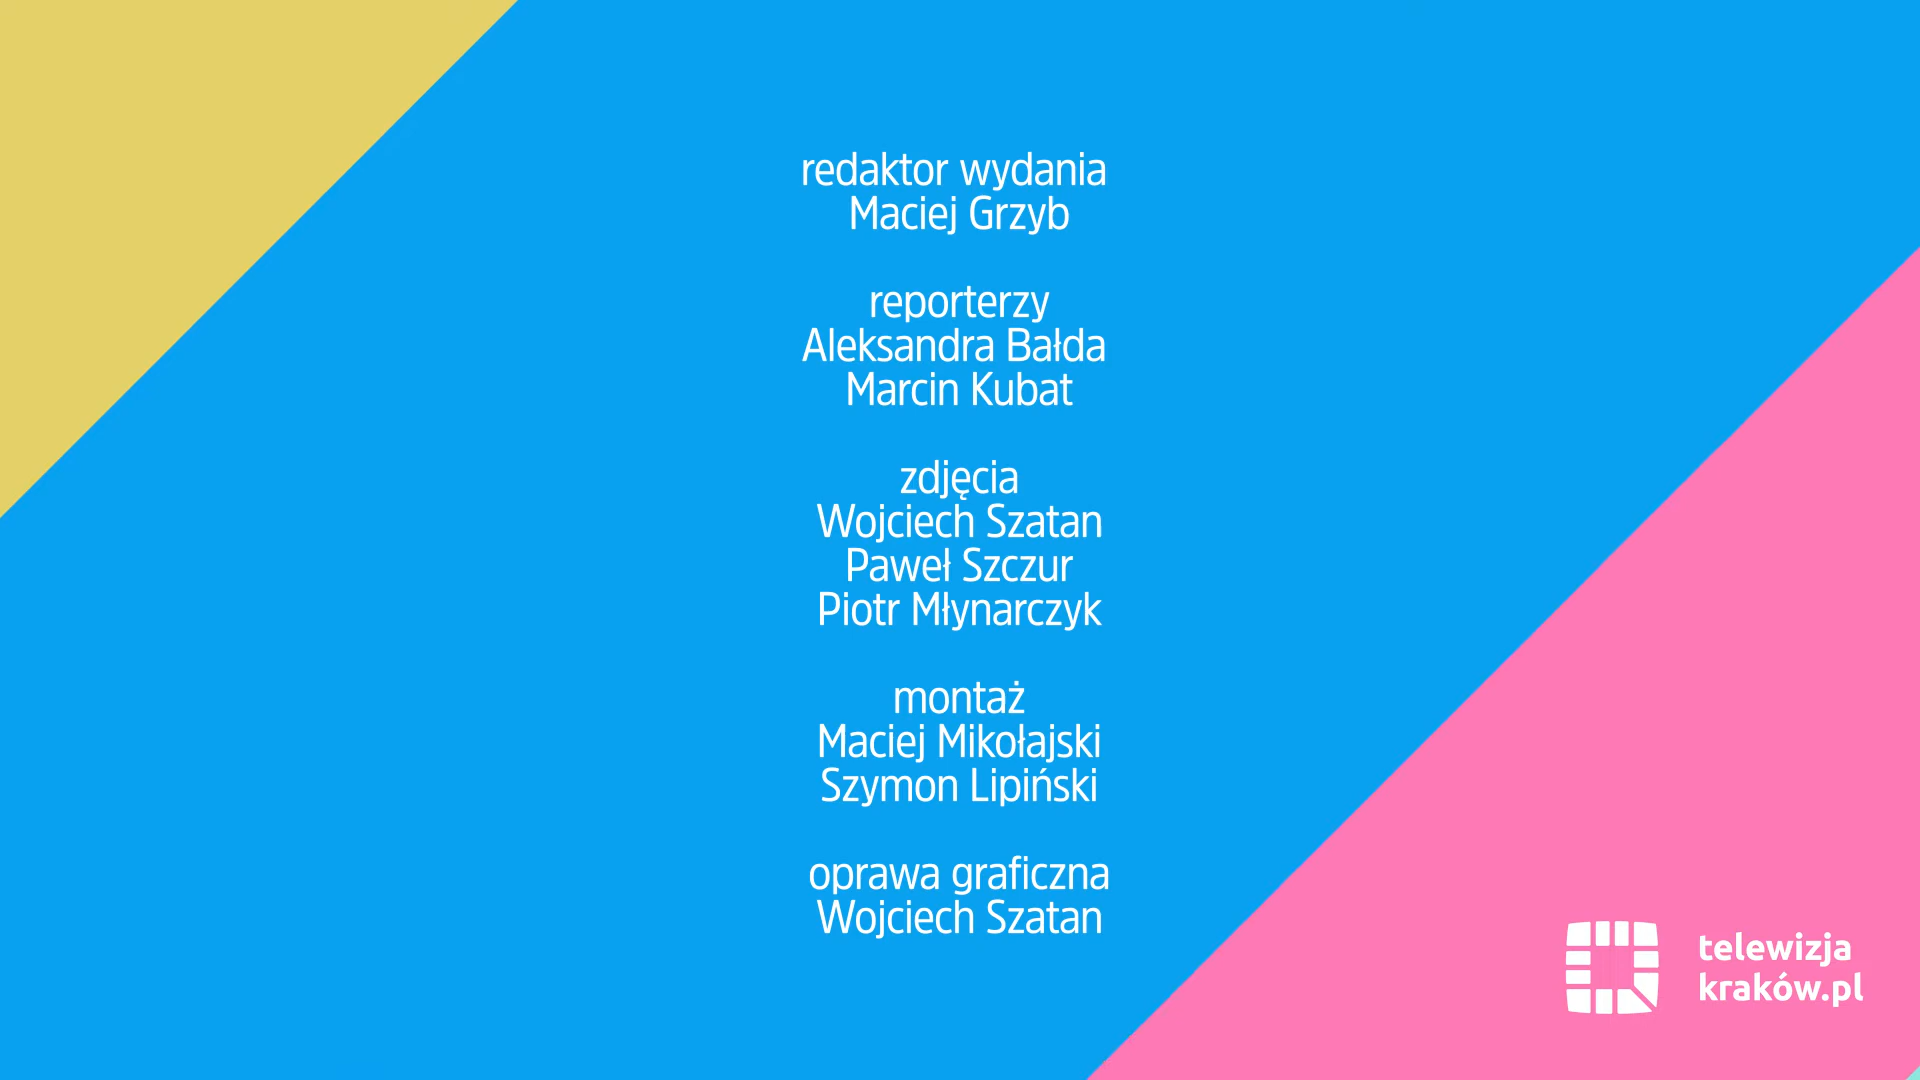 redaktor wydania
Maciej Grzyb
reporterzy
Aleksandra Bałda
Marcin Kubat
zdjęcia
Wojciech Szatan
Paweł Szczur
Piotr Młynarczyk
montaż
Maciej Mikołajski
Szymon Lipiński
oprawa graficzna
Wojciech Szatan
telewizja
kraków.pl